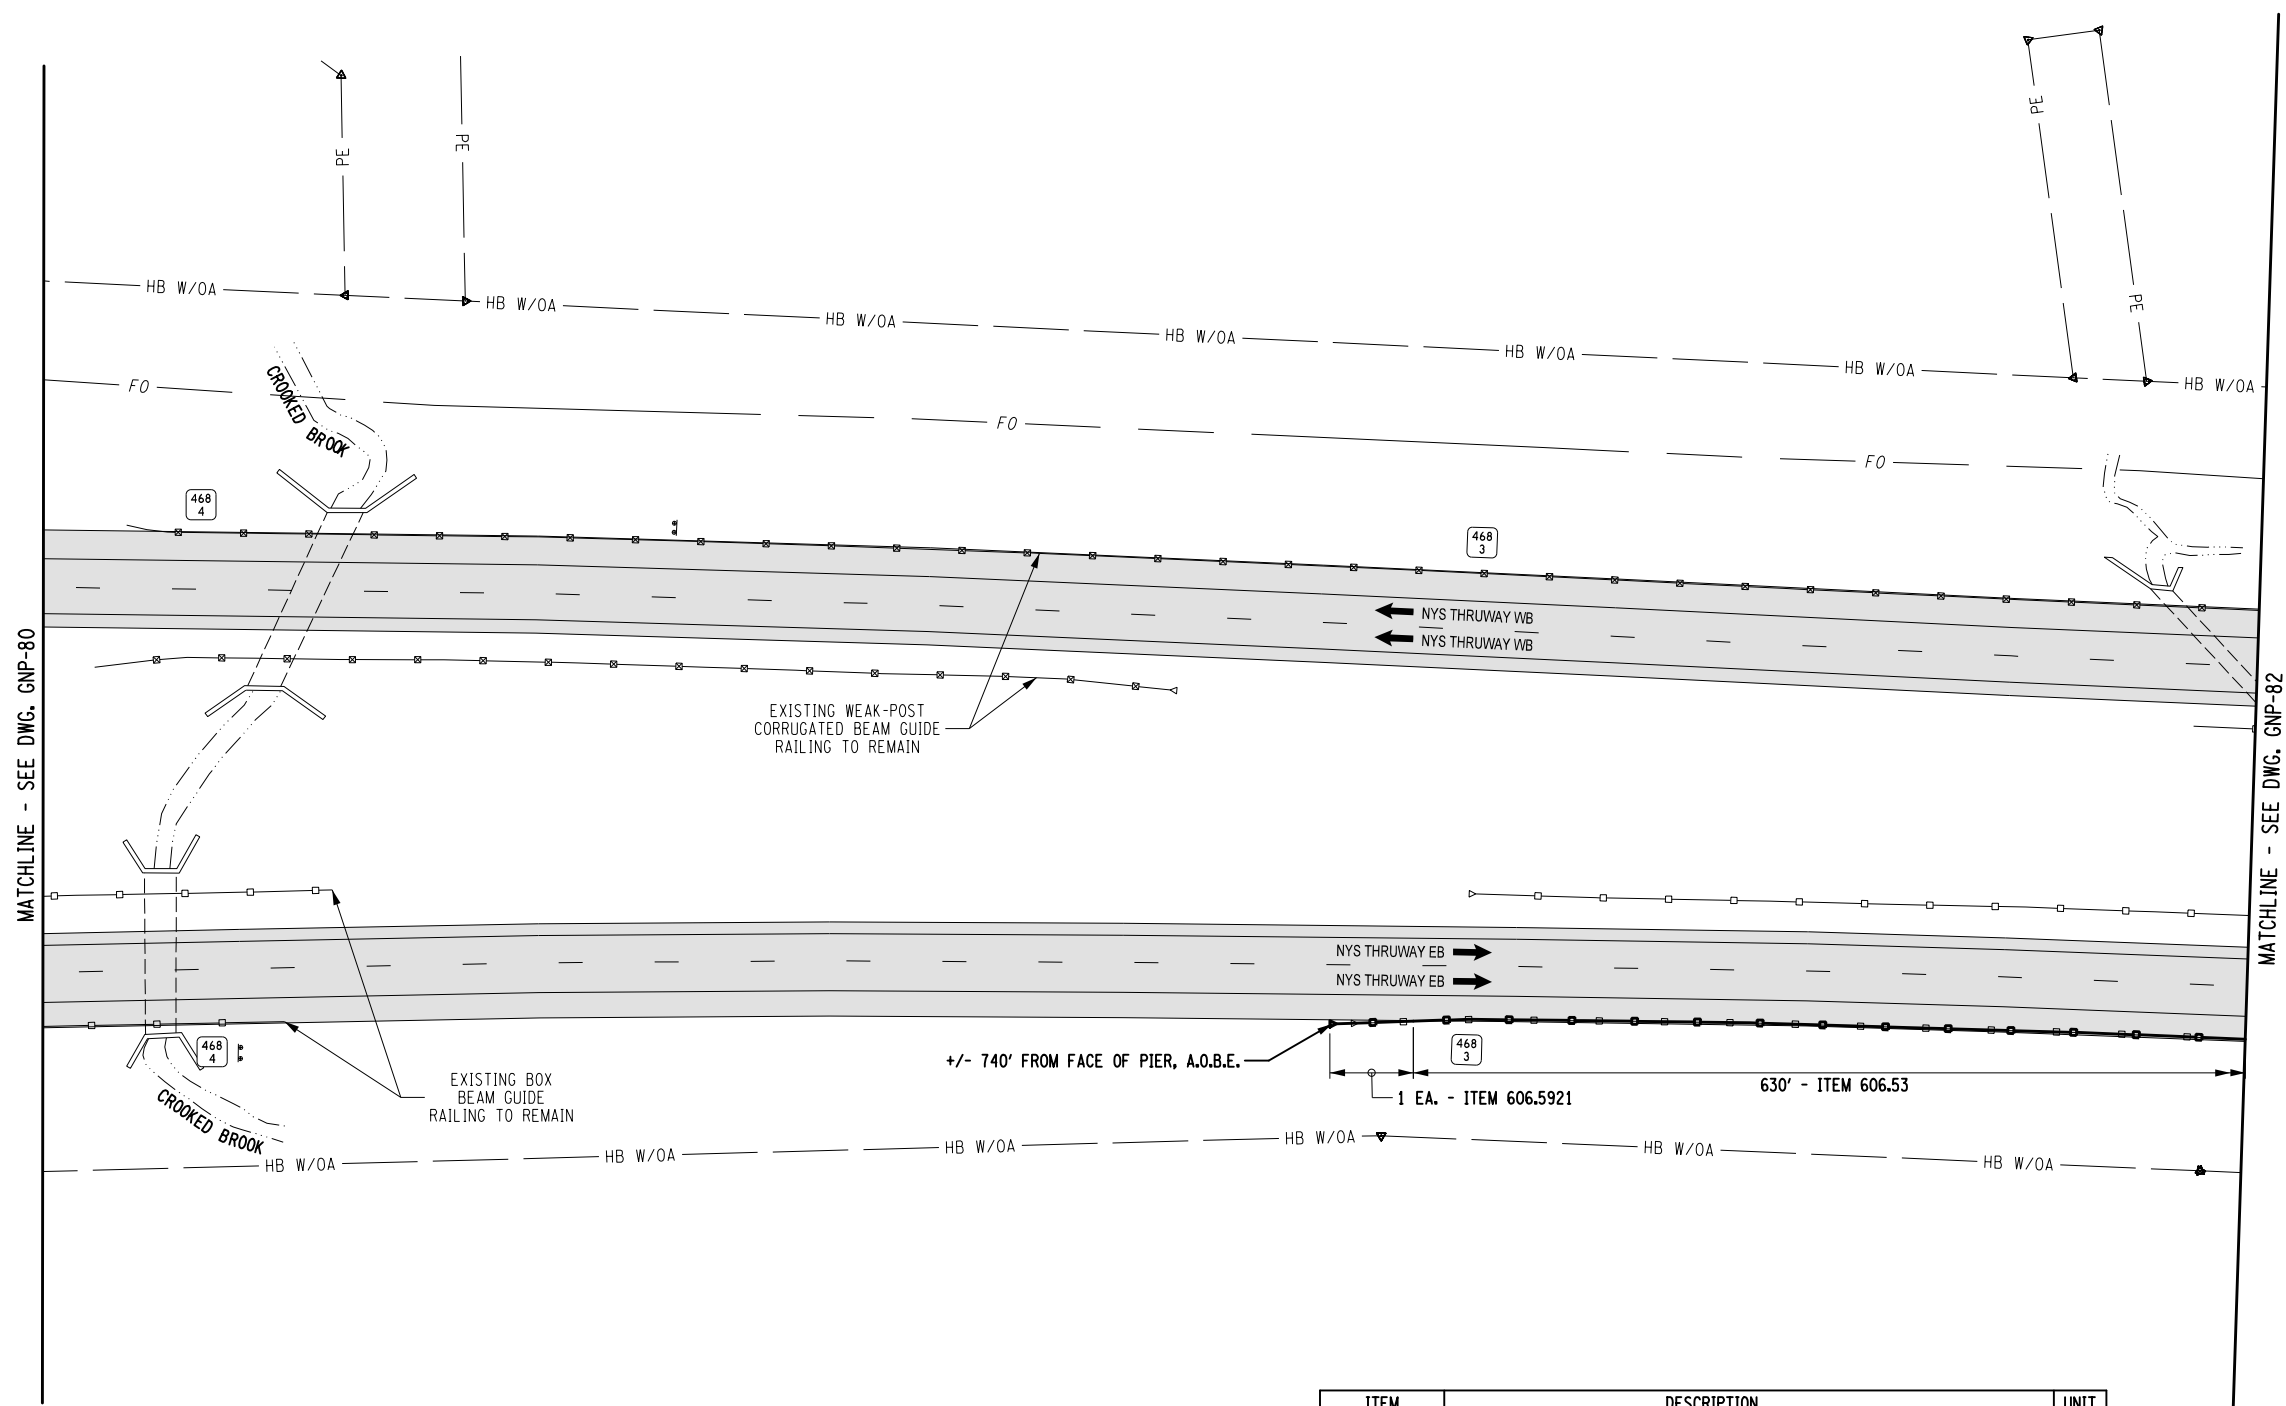 PE
PE
PE
PE
HB W/OA
HB W/OA
HB W/OA
HB W/OA
HB W/OA
HB W/OA
HB W/OA
FO
FO
FO
CROOKED BROOK
468
4
468
3
NYS THRUWAY WB
NYS THRUWAY WB
MATCHLINE - SEE DWG. GNP-80
MATCHLINE - SEE DWG. GNP-82
EXISTING WEAK-POST
CORRUGATED BEAM GUIDE
RAILING TO REMAIN
NYS THRUWAY EB
NYS THRUWAY EB
468
4
468
3
+/- 740' FROM FACE OF PIER, A.O.B.E.
630' - ITEM 606.53
1 EA. - ITEM 606.5921
EXISTING BOX
BEAM GUIDE
RAILING TO REMAIN
CROOKED BROOK
HB W/OA
HB W/OA
HB W/OA
HB W/OA
HB W/OA
HB W/OA
ITEM
DESCRIPTION
UNIT